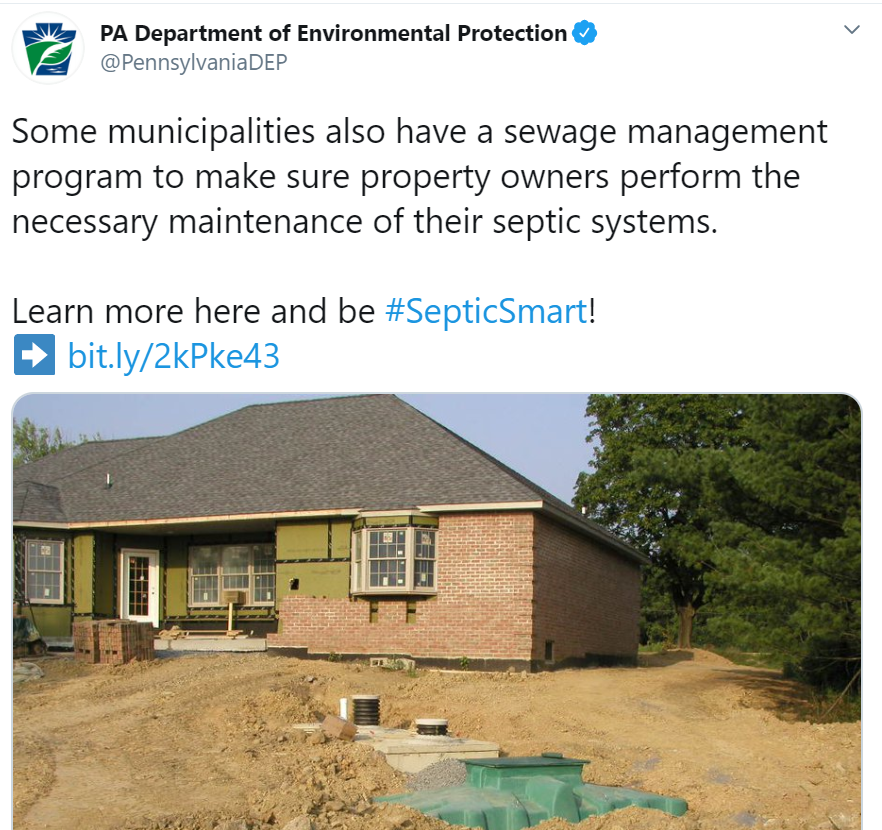 PA Department of Environmental Protection
@PennsylvaniaDEP
Some municipalities also have a sewage management
program to make sure property owners perform the
necessary maintenance of their septic systems.
Learn more here and be #SepticSmart!
➡ bit.ly/2kPke43